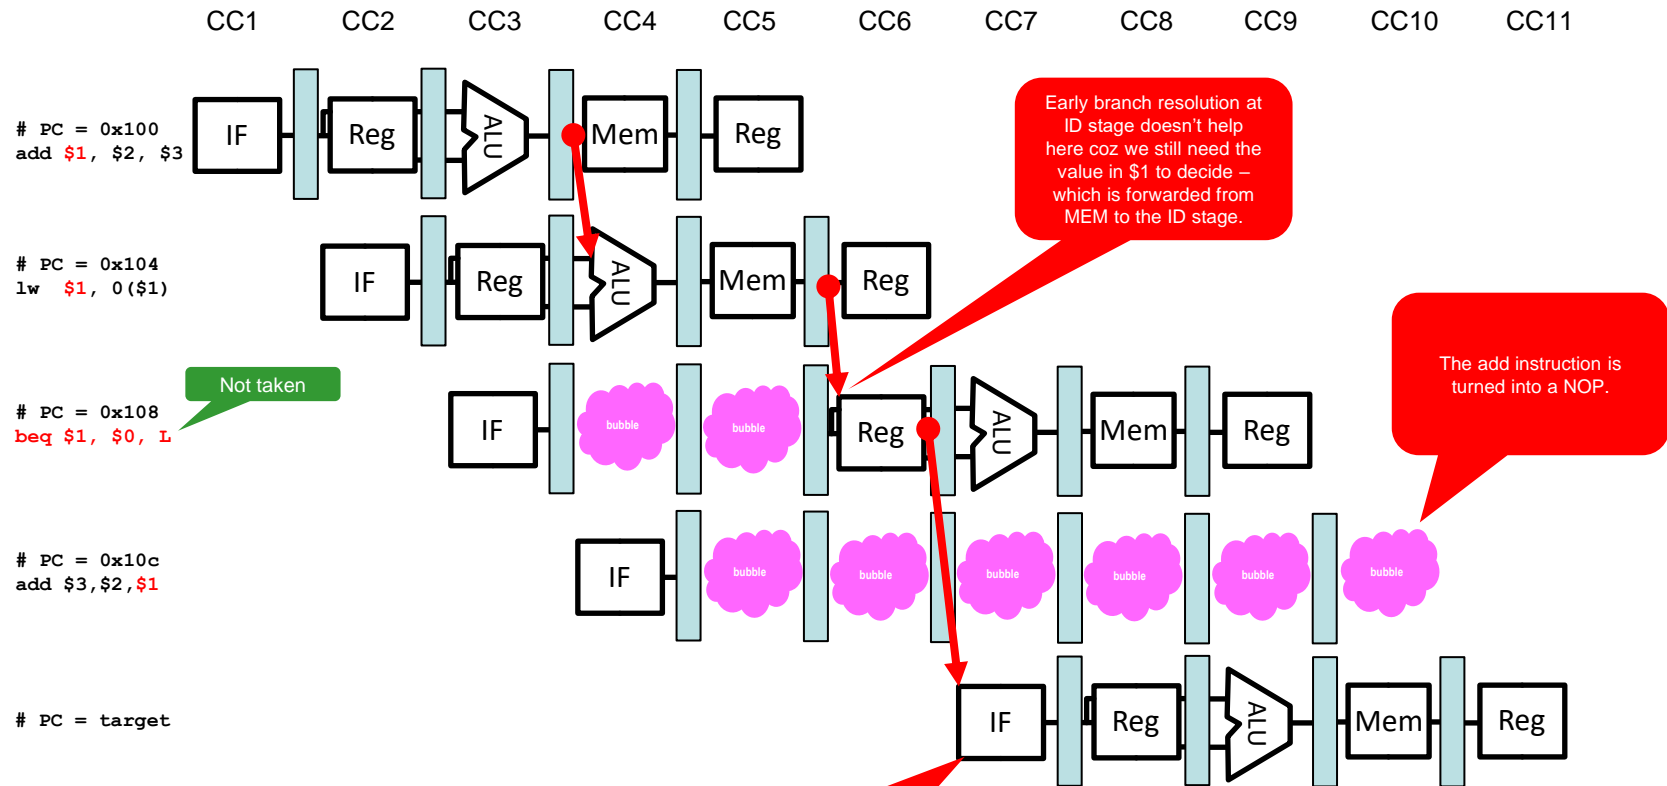 CC1 CC2 CC3 CC4 CC5 CC6 CC7 CC8 CC9 CC10 CC11
# PC = 0x100
add $1, $2, $3
IF Reg ALU Mem Reg
Early branch resolution at
ID stage doesn't help
here coz we still need the
value in $1 to decide –
which is forwarded from
MEM to the ID stage.
# PC = 0x104
lw $1, 0($1)
IF Reg ALU Mem Reg
The add instruction is
turned into a NOP.
Not taken
# PC = 0x108
beq $1, $0, L
IF bubble bubble Reg ALU Mem Reg
# PC = 0x10c
add $3,$2,$1
IF bubble bubble bubble bubble bubble bubble
# PC = target
IF Reg ALU Mem Reg